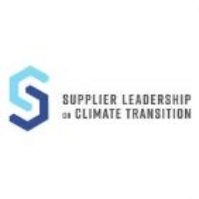 SUPPLIER LEADERSHIP
ON CLIMATE TRANSITION